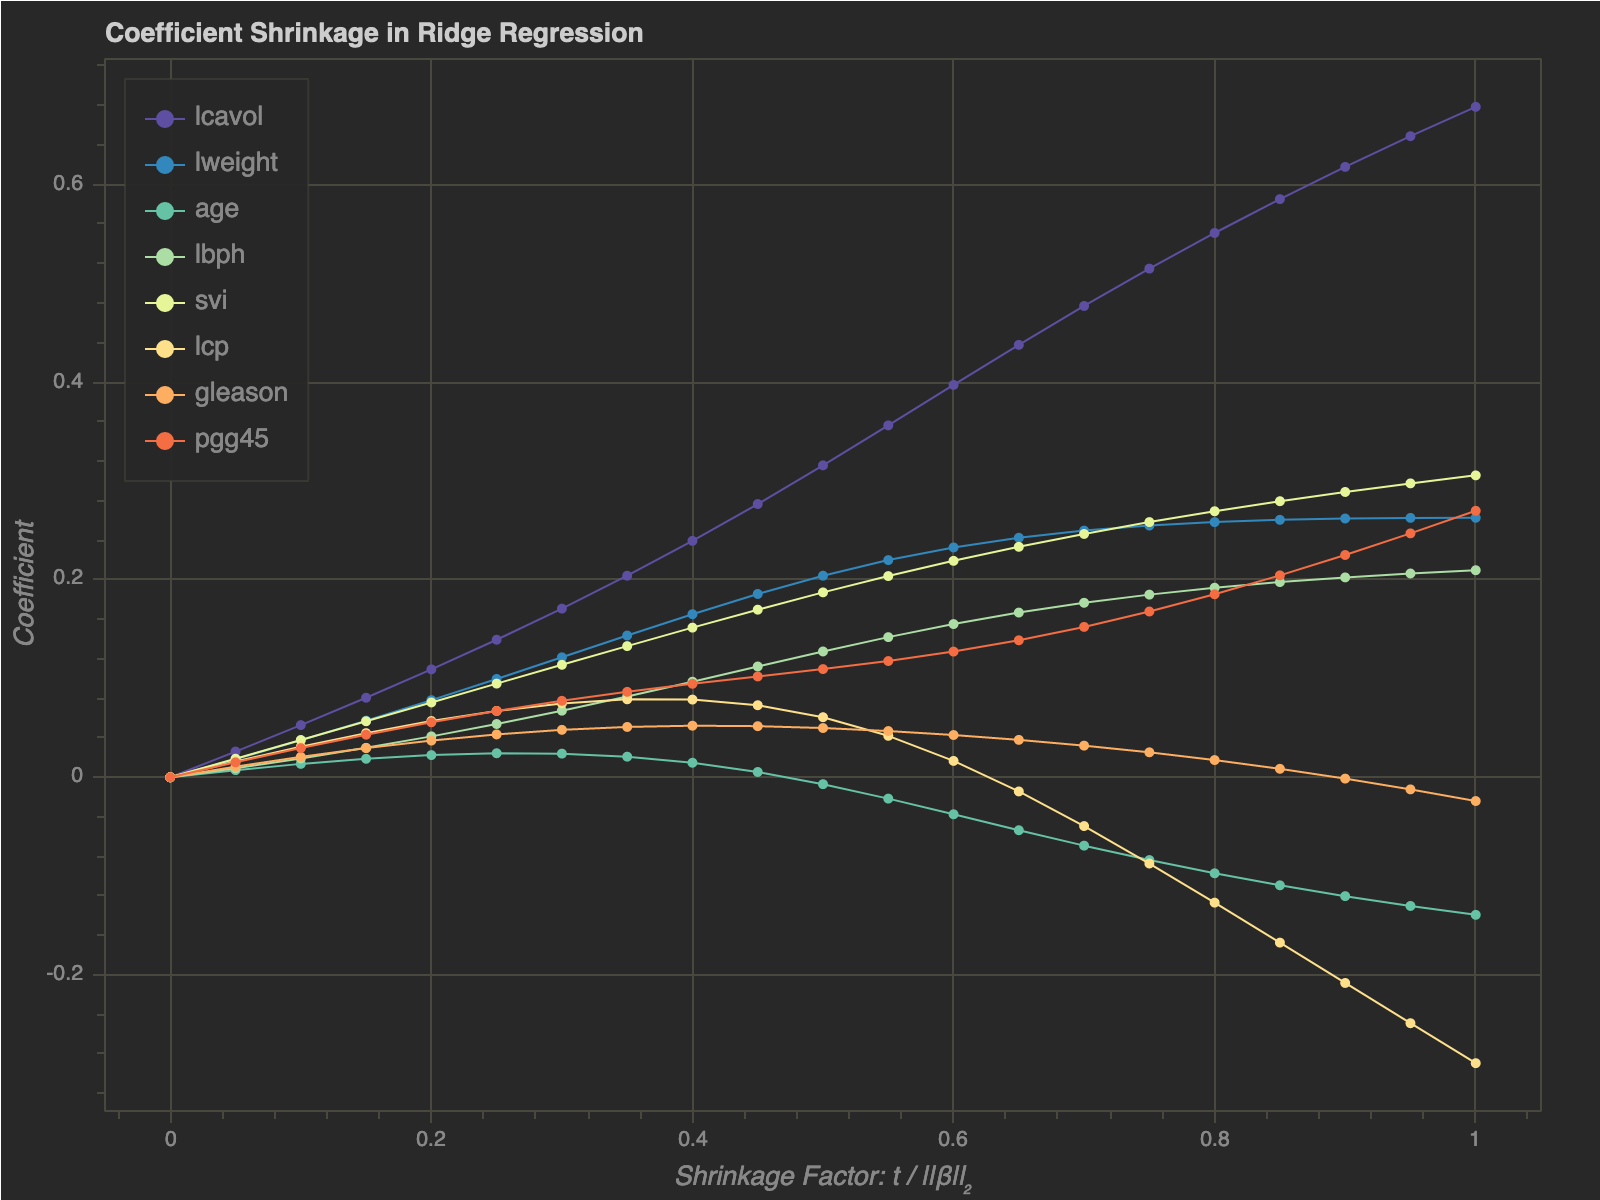 Coefficient Shrinkage in Ridge Regression
lcavol
lweight
age
lbph
svi
lcp
gleason
pgg45
0.6
0.4
0.2
0
-0.2
Coefficient
0 0.2 0.4 0.6 0.8 1
Shrinkage Factor: t / ||β||₂